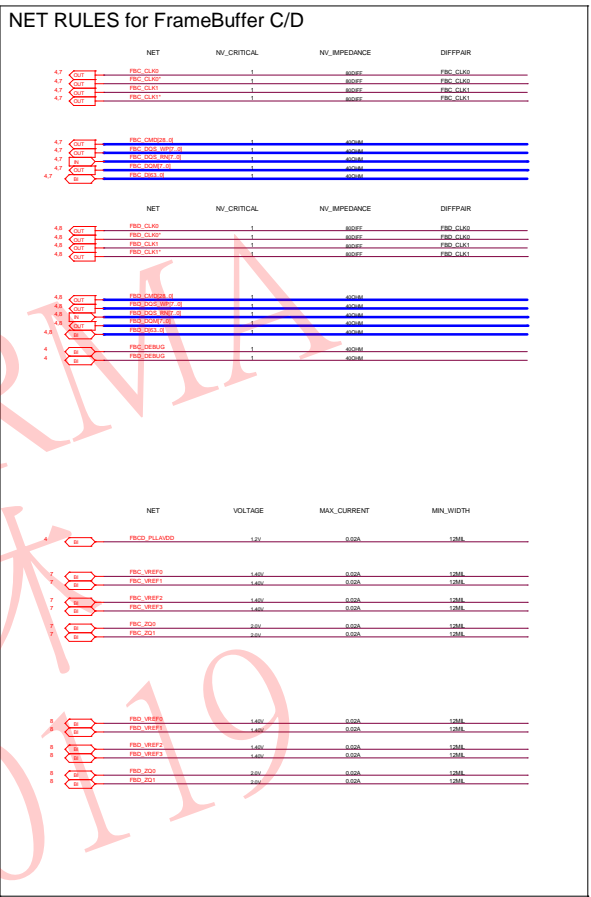 NET RULES for FrameBuffer C/D
NET NV_CRITICAL NV_IMPEDANCE DIFFPAIR
4,7 OUT FBC_CLK0 1 80DIFF FBC_CLK0
4,7 OUT FBC_CLK0* 1 80DIFF FBC_CLK0
4,7 OUT FBC_CLK1 1 80DIFF FBC_CLK1
4,7 OUT FBC_CLK1* 1 80DIFF FBC_CLK1
4,7 OUT FBC_CMD[28..0] 1 40OHM
4,7 OUT FBC_DQS_WP[7..0] 1 40OHM
4,7 IN FBC_DQS_RN[7..0] 1 40OHM
4,7 OUT FBC_DQM[7..0] 1 40OHM
4,7 BI FBC_D[63..0] 1 40OHM
NET NV_CRITICAL NV_IMPEDANCE DIFFPAIR
4,8 OUT FBD_CLK0 1 80DIFF FBD_CLK0
4,8 OUT FBD_CLK0* 1 80DIFF FBD_CLK0
4,8 OUT FBD_CLK1 1 80DIFF FBD_CLK1
4,8 OUT FBD_CLK1* 1 80DIFF FBD_CLK1
4,8 OUT FBD_CMD[28..0] 1 40OHM
4,8 OUT FBD_DQS_WP[7..0] 1 40OHM
4,8 IN FBD_DQS_RN[7..0] 1 40OHM
4,8 OUT FBD_DQM[7..0] 1 40OHM
4,8 BI FBD_D[63..0] 1 40OHM
4 BI FBC_DEBUG 1 40OHM
4 BI FBD_DEBUG 1 40OHM
NET VOLTAGE MAX_CURRENT MIN_WIDTH
4 BI FBCD_PLLAVDD 1.2V 0.02A 12MIL
7 BI FBC_VREF0 1.40V 0.02A 12MIL
7 BI FBC_VREF1 1.40V 0.02A 12MIL
7 BI FBC_VREF2 1.40V 0.02A 12MIL
7 BI FBC_VREF3 1.40V 0.02A 12MIL
7 BI FBC_ZQ0 2.0V 0.02A 12MIL
7 BI FBC_ZQ1 2.0V 0.02A 12MIL
8 BI FBD_VREF0 1.40V 0.02A 12MIL
8 BI FBD_VREF1 1.40V 0.02A 12MIL
8 BI FBD_VREF2 1.40V 0.02A 12MIL
8 BI FBD_VREF3 1.40V 0.02A 12MIL
8 BI FBD_ZQ0 2.0V 0.02A 12MIL
8 BI FBD_ZQ1 2.0V 0.02A 12MIL
RMA
0119